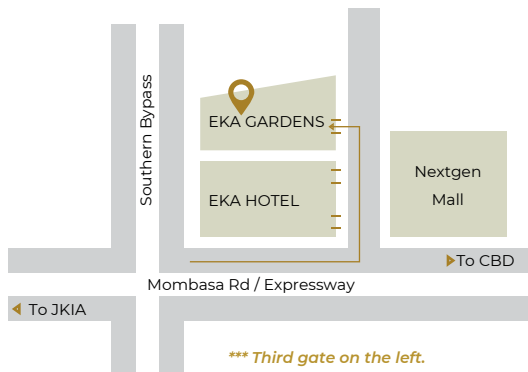 Southern Bypass
EKA GARDENS
EKA HOTEL
Nextgen
Mall
To CBD
Mombasa Rd / Expressway
To JKIA
*** Third gate on the left.